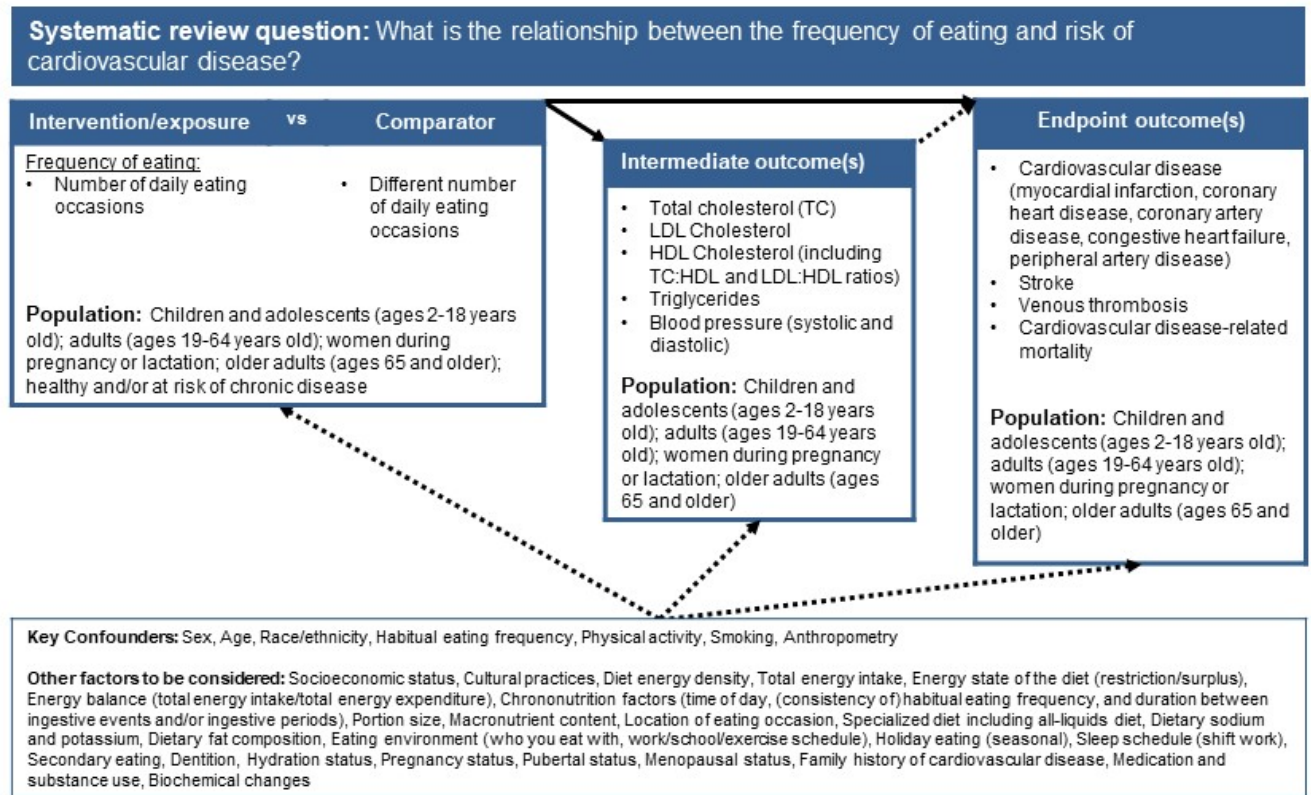 Systematic review question: What is the relationship between the frequency of eating and risk of
cardiovascular disease?
Intervention/exposure vs Comparator
Frequency of eating:
• Number of daily eating
occasions
• Different number
of daily eating
occasions
Population: Children and adolescents (ages 2-18 years
old); adults (ages 19-64 years old); women during
pregnancy or lactation; older adults (ages 65 and older);
healthy and/or at risk of chronic disease
Intermediate outcome(s)
• Total cholesterol (TC)
• LDL Cholesterol
• HDL Cholesterol (including
TC:HDL and LDL:HDL ratios)
• Triglycerides
• Blood pressure (systolic and
diastolic)
Population: Children and
adolescents (ages 2-18 years
old); adults (ages 19-64 years
old); women during pregnancy
or lactation; older adults (ages
65 and older)
Endpoint outcome(s)
• Cardiovascular disease
(myocardial infarction, coronary
heart disease, coronary artery
disease, congestive heart failure,
peripheral artery disease)
• Stroke
• Venous thrombosis
• Cardiovascular disease-related
mortality
Population: Children and
adolescents (ages 2-18 years old);
adults (ages 19-64 years old);
women during pregnancy or
lactation; older adults (ages 65 and
older)
Key Confounders: Sex, Age, Race/ethnicity, Habitual eating frequency, Physical activity, Smoking, Anthropometry
Other factors to be considered: Socioeconomic status, Cultural practices, Diet energy density, Total energy intake, Energy state of the diet (restriction/surplus),
Energy balance (total energy intake/total energy expenditure), Chrononutrition factors (time of day, (consistency of) habitual eating frequency, and duration between
ingestive events and/or ingestive periods), Portion size, Macronutrient content, Location of eating occasion, Specialized diet including all-liquids diet, Dietary sodium
and potassium, Dietary fat composition, Eating environment (who you eat with, work/school/exercise schedule), Holiday eating (seasonal), Sleep schedule (shift work),
Secondary eating, Dentition, Hydration status, Pregnancy status, Pubertal status, Menopausal status, Family history of cardiovascular disease, Medication and
substance use, Biochemical changes